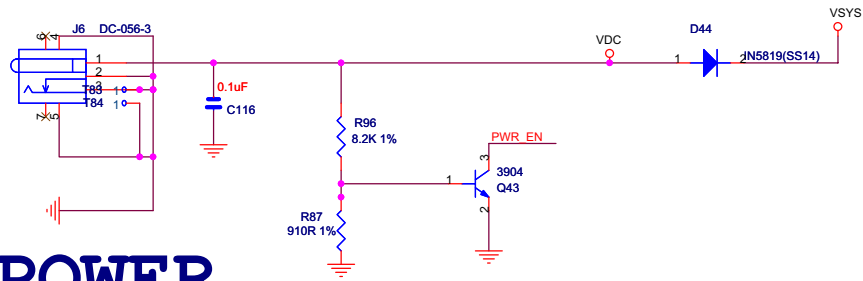 VSYS
J6 DC-056-3
D44
VDC
6
4
1
1
2
IN5819(SS14)
2
3
0.1uF
T83 1
T84 1
C116
R96
8.2K 1%
PWR_EN
7
5
3
3904
1
Q43
R87
910R 1%
2
POWER